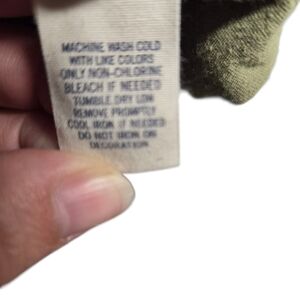 MACHINE WASH COLD
WITH LIKE COLORS
ONLY NON-CHLORINE
BLEACH IF NEEDED
TUMBLE DRY LOW
REMOVE PROMPTLY
COOL IRON IF NEEDED
DO NOT IRON ON
DECORATION